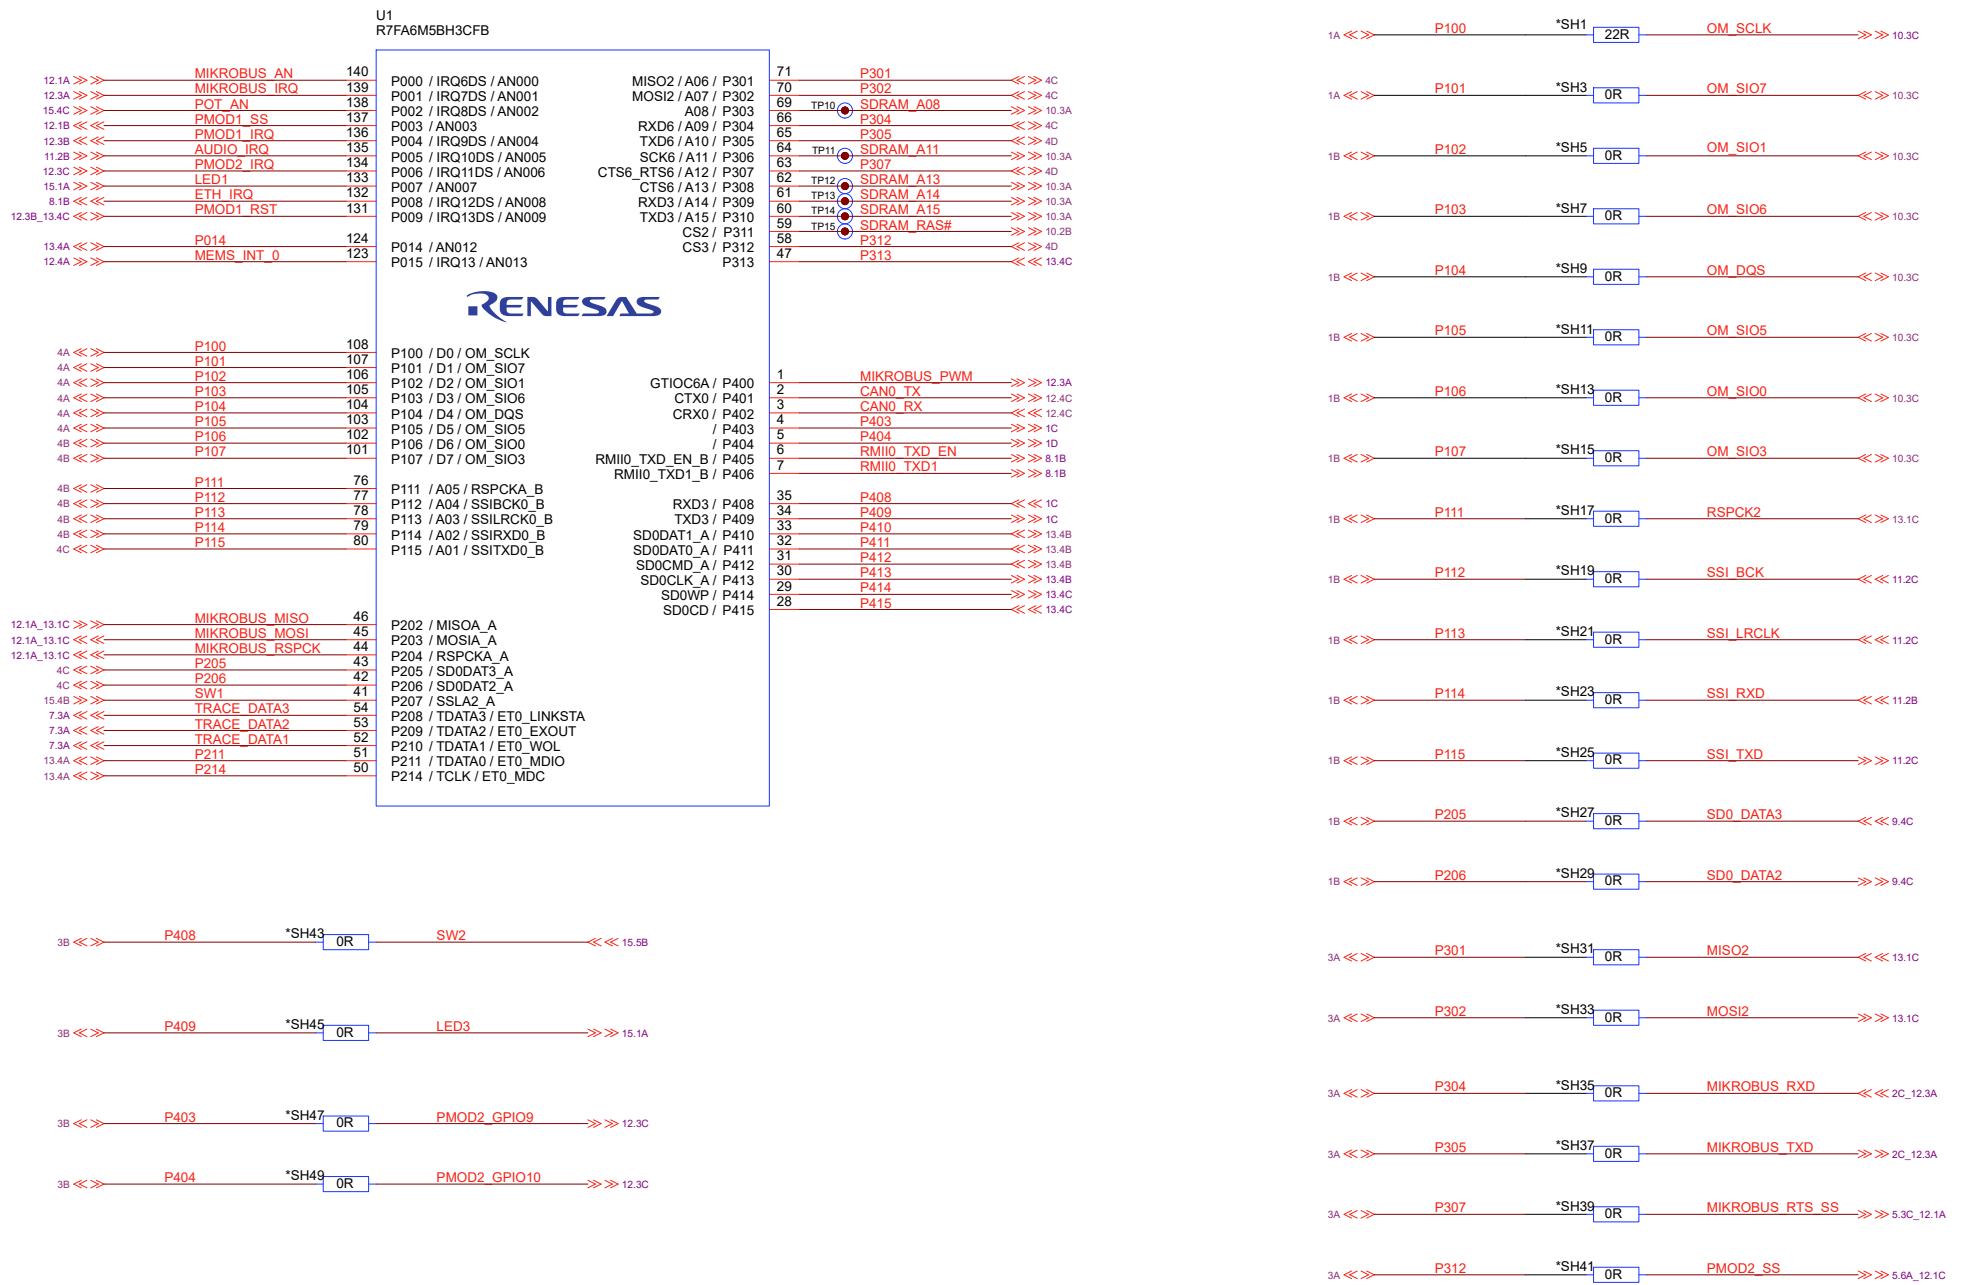 U1
R7FA6M5BH3CFB
12.1A MIKROBUS_AN 140 P000 / IRQ6DS / AN000
12.3A MIKROBUS_IRQ 139 P001 / IRQ7DS / AN001
15.4C POT_AN 138 P002 / IRQ8DS / AN002
12.1B PMOD1_SS 137 P003 / AN003
12.3B PMOD1_IRQ 136 P004 / IRQ9DS / AN004
11.2B AUDIO_IRQ 135 P005 / IRQ10DS / AN005
12.3C PMOD2_IRQ 134 P006 / IRQ11DS / AN006
15.1A LED1 133 P007 / AN007
8.1B ETH_IRQ 132 P008 / IRQ12DS / AN008
12.3B_13.4C PMOD1_RST 131 P009 / IRQ13DS / AN009
13.4A P014 124 P014 / AN012
12.4A MEMS_INT_0 123 P015 / IRQ13 / AN013
MISO2 / A06 / P301 71 P301 4C
MOSI2 / A07 / P302 70 P302 4C
A08 / P303 69 TP10 SDRAM_A08 10.3A
RXD6 / A09 / P304 66 P304 4C
TXD6 / A10 / P305 65 P305 4D
SCK6 / A11 / P306 64 TP11 SDRAM_A11 10.3A
CTS6_RTS6 / A12 / P307 63 P307 4D
CTS6 / A13 / P308 62 TP12 SDRAM_A13 10.3A
RXD3 / A14 / P309 61 TP13 SDRAM_A14 10.3A
TXD3 / A15 / P310 60 TP14 SDRAM_A15 10.3A
CS2 / P311 59 TP15 SDRAM_RAS# 10.2B
CS3 / P312 58 P312 4D
P313 47 P313 13.4C
RENESAS
4A P100 108 P100 / D0 / OM_SCLK
4A P101 107 P101 / D1 / OM_SIO7
4A P102 106 P102 / D2 / OM_SIO1
4A P103 105 P103 / D3 / OM_SIO6
4A P104 104 P104 / D4 / OM_DQS
4A P105 103 P105 / D5 / OM_SIO5
4B P106 102 P106 / D6 / OM_SIO0
4B P107 101 P107 / D7 / OM_SIO3
4B P111 76 P111 / A05 / RSPCKA_B
4B P112 77 P112 / A04 / SSIBCK0_B
4B P113 78 P113 / A03 / SSILRCK0_B
4B P114 79 P114 / A02 / SSIRXD0_B
4C P115 80 P115 / A01 / SSITXD0_B
GTIOC6A / P400 1 MIKROBUS_PWM 12.3A
CTX0 / P401 2 CAN0_TX 12.4C
CRX0 / P402 3 CAN0_RX 12.4C
/ P403 4 P403 1C
/ P404 5 P404 1D
RMII0_TXD_EN_B / P405 6 RMII0_TXD_EN 8.1B
RMII0_TXD1_B / P406 7 RMII0_TXD1 8.1B
RXD3 / P408 35 P408 1C
TXD3 / P409 34 P409 1C
SD0DAT1_A / P410 33 P410 13.4B
SD0DAT0_A / P411 32 P411 13.4B
SD0CMD_A / P412 31 P412 13.4B
SD0CLK_A / P413 30 P413 13.4B
SD0WP / P414 29 P414 13.4C
SD0CD / P415 28 P415 13.4C
12.1A_13.1C MIKROBUS_MISO 46 P202 / MISOA_A
12.1A_13.1C MIKROBUS_MOSI 45 P203 / MOSIA_A
12.1A_13.1C MIKROBUS_RSPCK 44 P204 / RSPCKA_A
4C P205 43 P205 / SD0DAT3_A
4C P206 42 P206 / SD0DAT2_A
15.4B SW1 41 P207 / SSLA2_A
7.3A TRACE_DATA3 54 P208 / TDATA3 / ET0_LINKSTA
7.3A TRACE_DATA2 53 P209 / TDATA2 / ET0_EXOUT
7.3A TRACE_DATA1 52 P210 / TDATA1 / ET0_WOL
13.4A P211 51 P211 / TDATA0 / ET0_MDIO
13.4A P214 50 P214 / TCLK / ET0_MDC
3B P408 *SH43 0R SW2 15.5B
3B P409 *SH45 0R LED3 15.1A
3B P403 *SH47 0R PMOD2_GPIO9 12.3C
3B P404 *SH49 0R PMOD2_GPIO10 12.3C
1A P100 *SH1 22R OM_SCLK 10.3C
1A P101 *SH3 0R OM_SIO7 10.3C
1B P102 *SH5 0R OM_SIO1 10.3C
1B P103 *SH7 0R OM_SIO6 10.3C
1B P104 *SH9 0R OM_DQS 10.3C
1B P105 *SH11 0R OM_SIO5 10.3C
1B P106 *SH13 0R OM_SIO0 10.3C
1B P107 *SH15 0R OM_SIO3 10.3C
1B P111 *SH17 0R RSPCK2 13.1C
1B P112 *SH19 0R SSI_BCK 11.2C
1B P113 *SH21 0R SSI_LRCLK 11.2C
1B P114 *SH23 0R SSI_RXD 11.2B
1B P115 *SH25 0R SSI_TXD 11.2C
1B P205 *SH27 0R SD0_DATA3 9.4C
1B P206 *SH29 0R SD0_DATA2 9.4C
3A P301 *SH31 0R MISO2 13.1C
3A P302 *SH33 0R MOSI2 13.1C
3A P304 *SH35 0R MIKROBUS_RXD 2C_12.3A
3A P305 *SH37 0R MIKROBUS_TXD 2C_12.3A
3A P307 *SH39 0R MIKROBUS_RTS_SS 5.3C_12.1A
3A P312 *SH41 0R PMOD2_SS 5.6A_12.1C